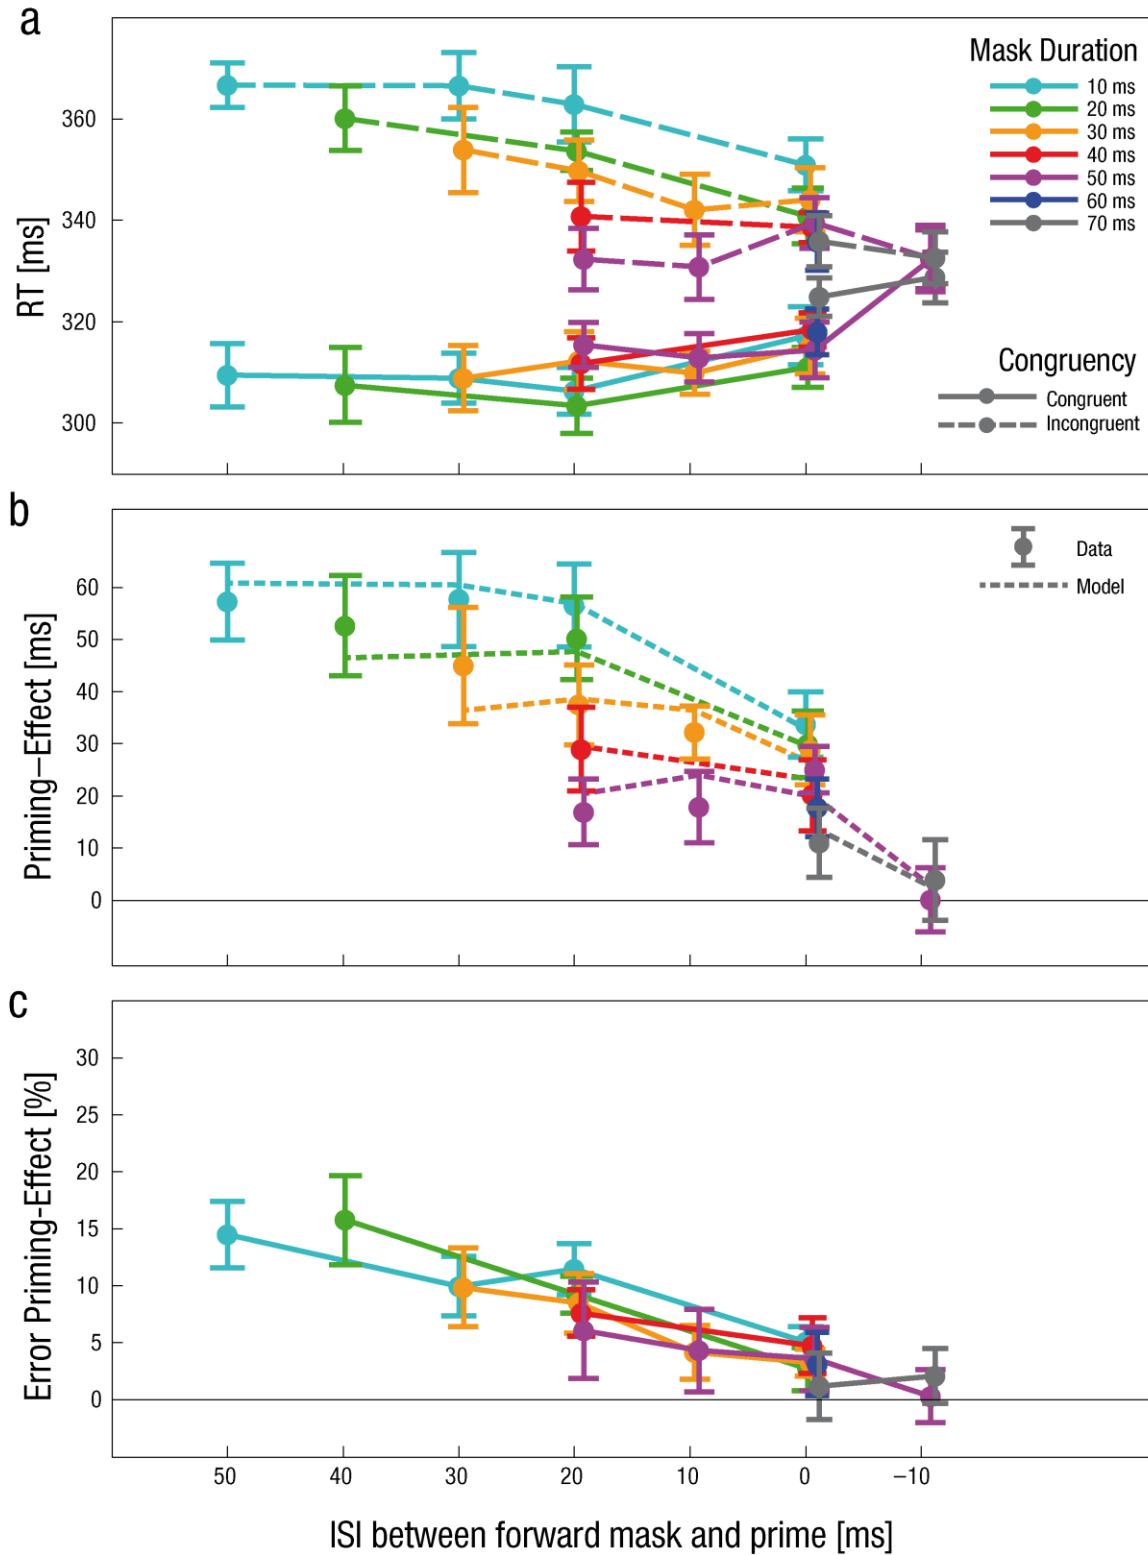 a
RT [ms]
360
340
320
300
Mask Duration
10 ms
20 ms
30 ms
40 ms
50 ms
60 ms
70 ms
Congruency
Congruent
Incongruent
b
Priming–Effect [ms]
60
50
40
30
20
10
0
Data
Model
c
Error Priming-Effect [%]
30
25
20
15
10
5
0
50 40 30 20 10 0 –10
ISI between forward mask and prime [ms]